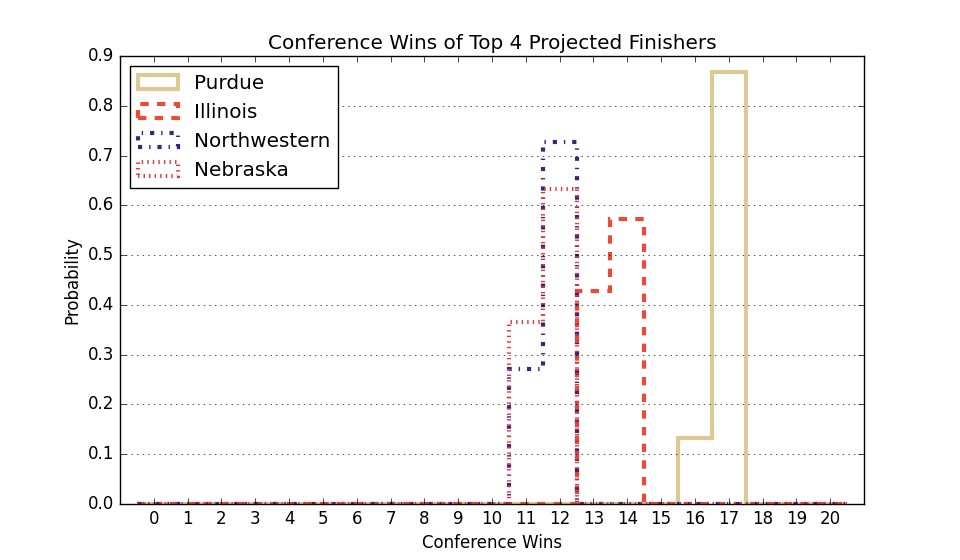 Conference Wins of Top 4 Projected Finishers
0.9
0.8
0.7
0.6
0.5
0.4
0.3
0.2
0.1
0.0
Probability
Purdue
Illinois
Northwestern
Nebraska
0 1 2 3 4 5 6 7 8 9 10 11 12 13 14 15 16 17 18 19 20
Conference Wins